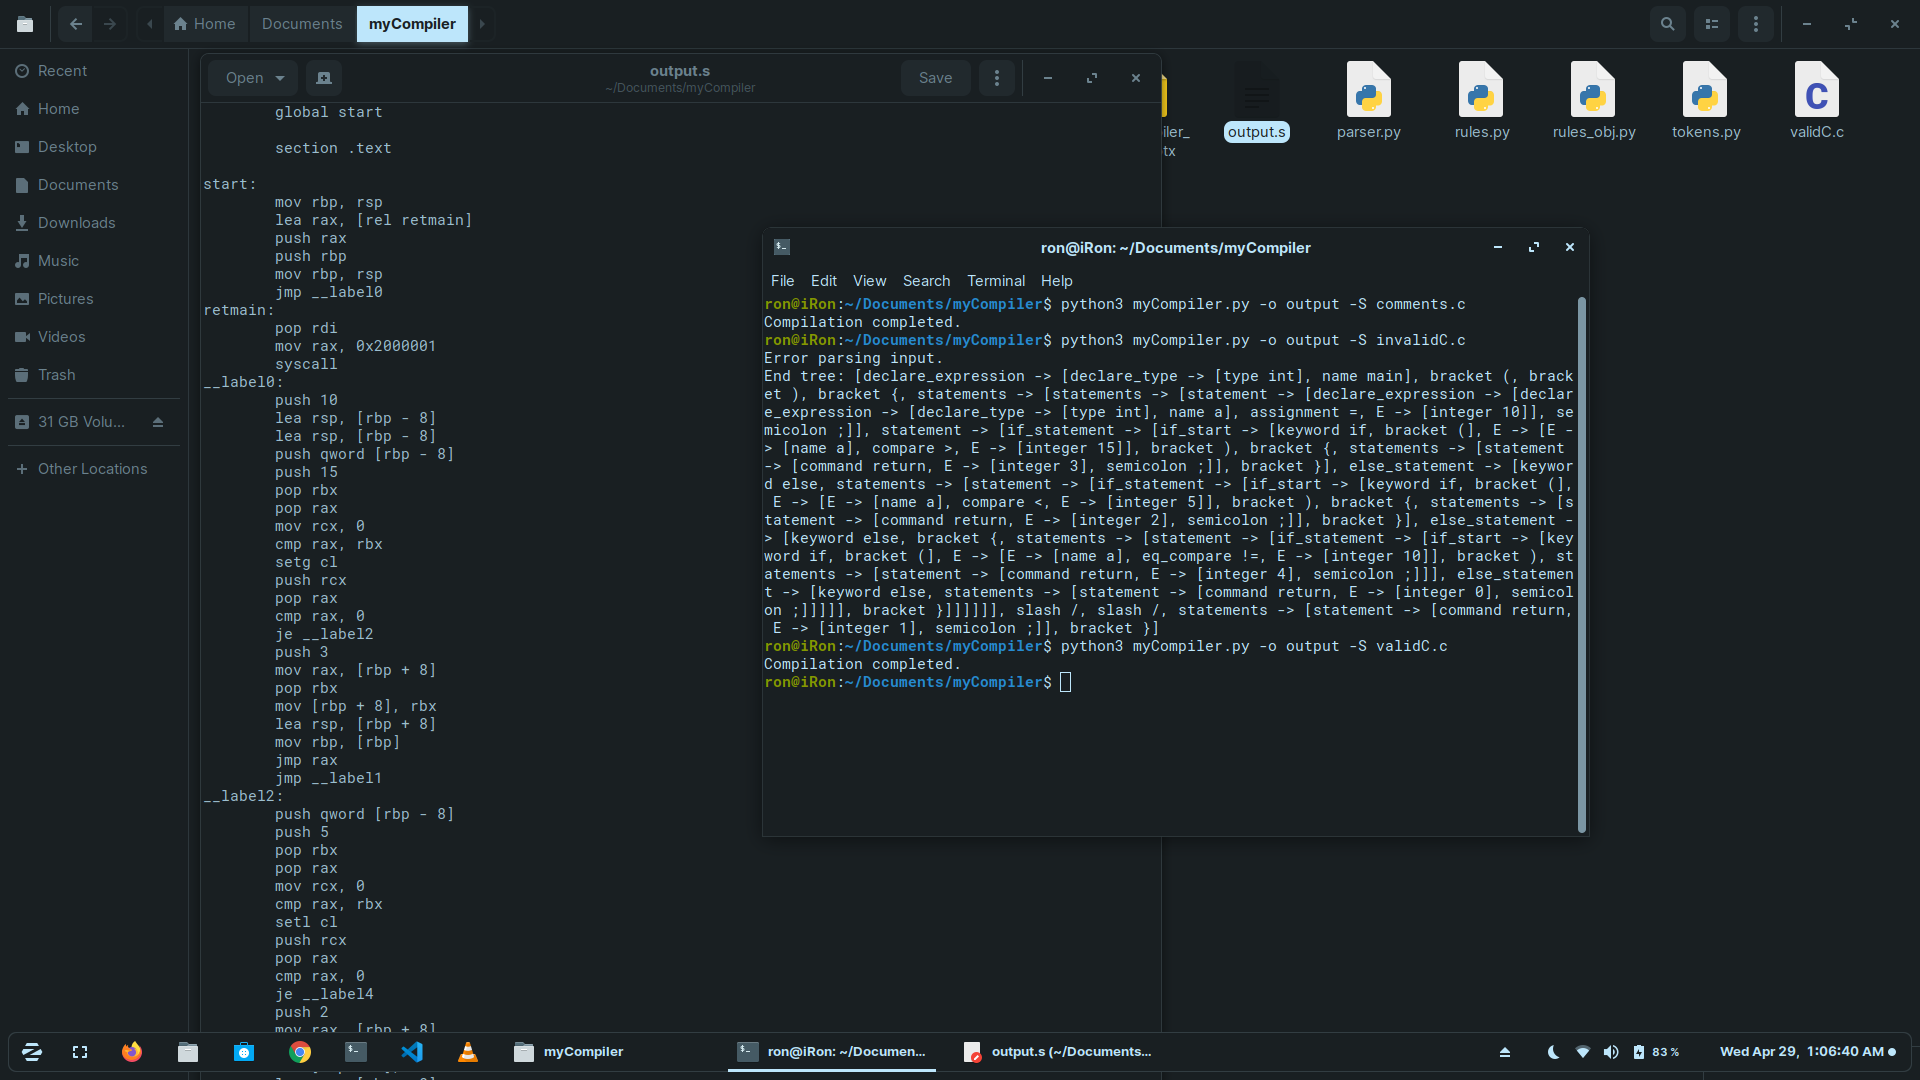 Home
Documents
myCompiler
Recent
Home
Desktop
Documents
Downloads
Music
Pictures
Videos
Trash
31 GB Volu...
Other Locations
Open
output.s
~/Documents/myCompiler
Save
global start
section .text
start:
mov rbp, rsp
lea rax, [rel retmain]
push rax
push rbp
mov rbp, rsp
jmp __label0
retmain:
pop rdi
mov rax, 0x2000001
syscall
__label0:
push 10
lea rsp, [rbp - 8]
lea rsp, [rbp - 8]
push qword [rbp - 8]
push 15
pop rbx
pop rax
mov rcx, 0
cmp rax, rbx
setg cl
push rcx
pop rax
cmp rax, 0
je __label2
push 3
mov rax, [rbp + 8]
pop rbx
mov [rbp + 8], rbx
lea rsp, [rbp + 8]
mov rbp, [rbp]
jmp rax
jmp __label1
__label2:
push qword [rbp - 8]
push 5
pop rbx
pop rax
mov rcx, 0
cmp rax, rbx
setl cl
push rcx
pop rax
cmp rax, 0
je __label4
push 2
mov rax, [rbp + 8]
iler_
tx
output.s
parser.py
rules.py
rules_obj.py
tokens.py
validC.c
ron@iRon: ~/Documents/myCompiler
File Edit View Search Terminal Help
ron@iRon:~/Documents/myCompiler$ python3 myCompiler.py -o output -S comments.c
Compilation completed.
ron@iRon:~/Documents/myCompiler$ python3 myCompiler.py -o output -S invalidC.c
Error parsing input.
End tree: [declare_expression -> [declare_type -> [type int], name main], bracket (, brack
et ), bracket {, statements -> [statements -> [statement -> [declare_expression -> [declar
e_expression -> [declare_type -> [type int], name a], assignment =, E -> [integer 10]], se
micolon ;]], statement -> [if_statement -> [if_start -> [keyword if, bracket (], E -> [E -
> [name a], compare >, E -> [integer 15]], bracket ), bracket {, statements -> [statement
-> [command return, E -> [integer 3], semicolon ;]], bracket }], else_statement -> [keywor
d else, statements -> [statement -> [if_statement -> [if_start -> [keyword if, bracket (],
E -> [E -> [name a], compare <, E -> [integer 5]], bracket ), bracket {, statements -> [s
tatement -> [command return, E -> [integer 2], semicolon ;]], bracket }], else_statement -
> [keyword else, bracket {, statements -> [statement -> [if_statement -> [if_start -> [key
word if, bracket (], E -> [E -> [name a], eq_compare !=, E -> [integer 10]], bracket ), st
atements -> [statement -> [command return, E -> [integer 4], semicolon ;]]], else_statemen
t -> [keyword else, statements -> [statement -> [command return, E -> [integer 0], semicol
on ;]]]]], bracket }]]]]]], slash /, slash /, statements -> [statement -> [command return,
E -> [integer 1], semicolon ;]], bracket }]
ron@iRon:~/Documents/myCompiler$ python3 myCompiler.py -o output -S validC.c
Compilation completed.
ron@iRon:~/Documents/myCompiler$
myCompiler
ron@iRon: ~/Documen...
output.s (~/Documents...
83 %
Wed Apr 29, 1:06:40 AM